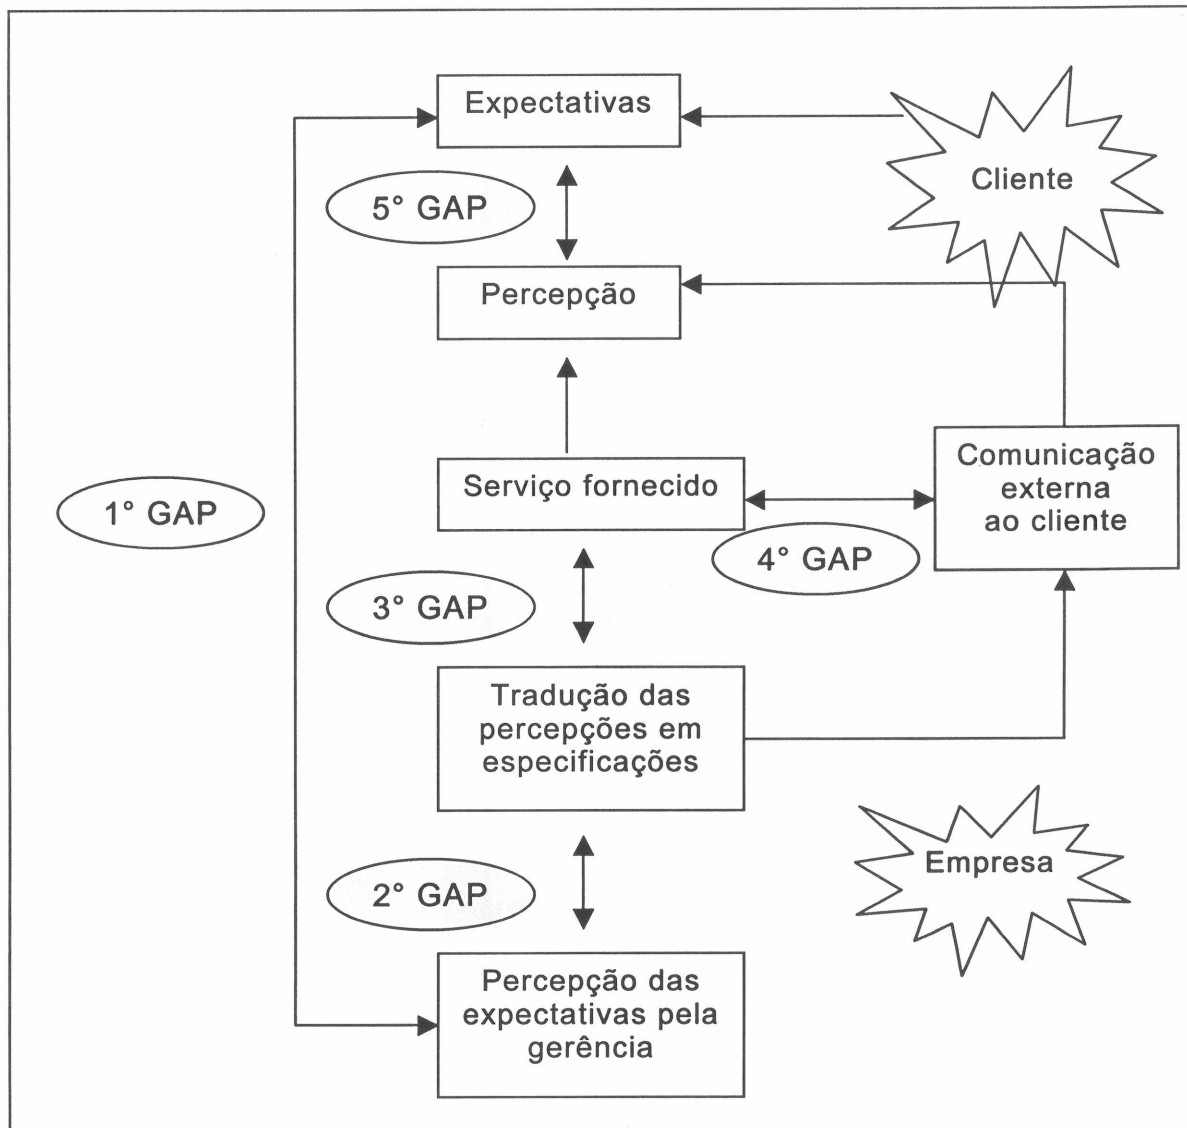 Expectativas
Cliente
5° GAP
Percepção
Comunicação
externa
ao cliente
Serviço fornecido
1° GAP
4° GAP
3° GAP
Tradução das
percepções em
especificações
Empresa
2° GAP
Percepção das
expectativas pela
gerência